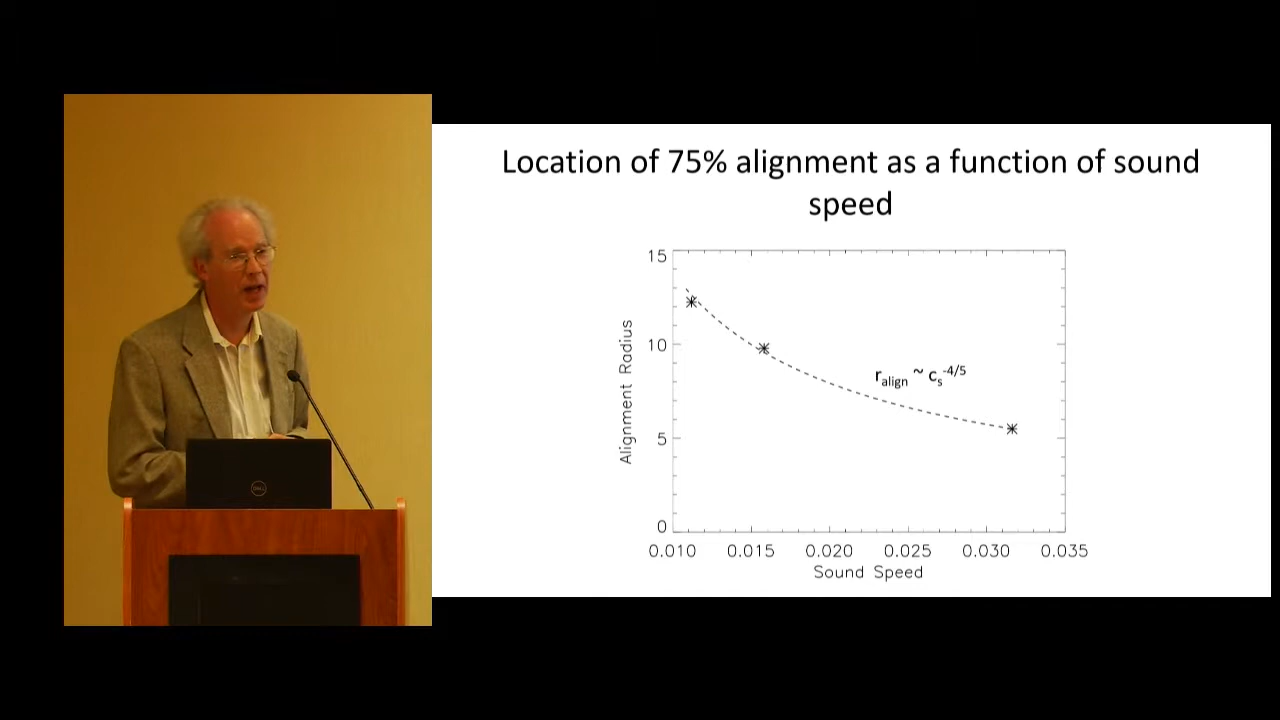 Location of 75% alignment as a function of sound
speed
15
10
5
0
Alignment Radius
r_align ~ c_s^-4/5
0.010 0.015 0.020 0.025 0.030 0.035
Sound Speed
DELL